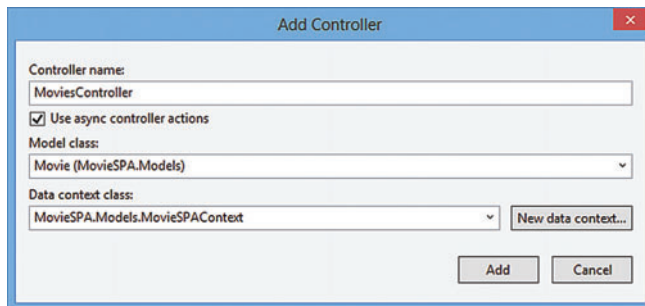 Add Controller
Controller name:
MoviesController
Use async controller actions
Model class:
Movie (MovieSPA.Models)
Data context class:
MovieSPA.Models.MovieSPAContext
New data context...
Add
Cancel